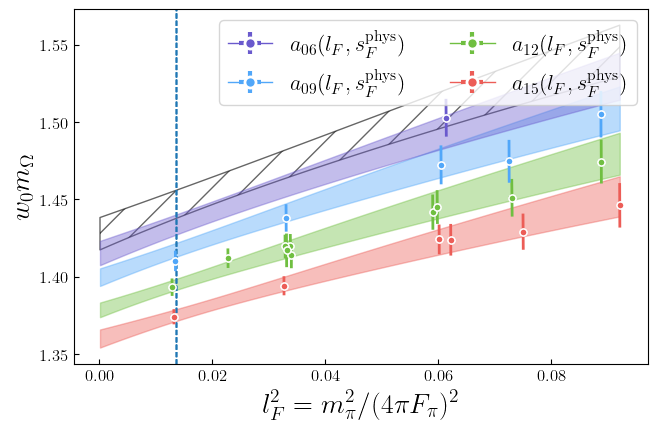 a_06(l_F, s_F^phys) a_12(l_F, s_F^phys)
a_09(l_F, s_F^phys) a_15(l_F, s_F^phys)
w_0 m_Ω
1.55
1.50
1.45
1.40
1.35
0.00 0.02 0.04 0.06 0.08
l_F^2 = m_π^2/(4πF_π)^2